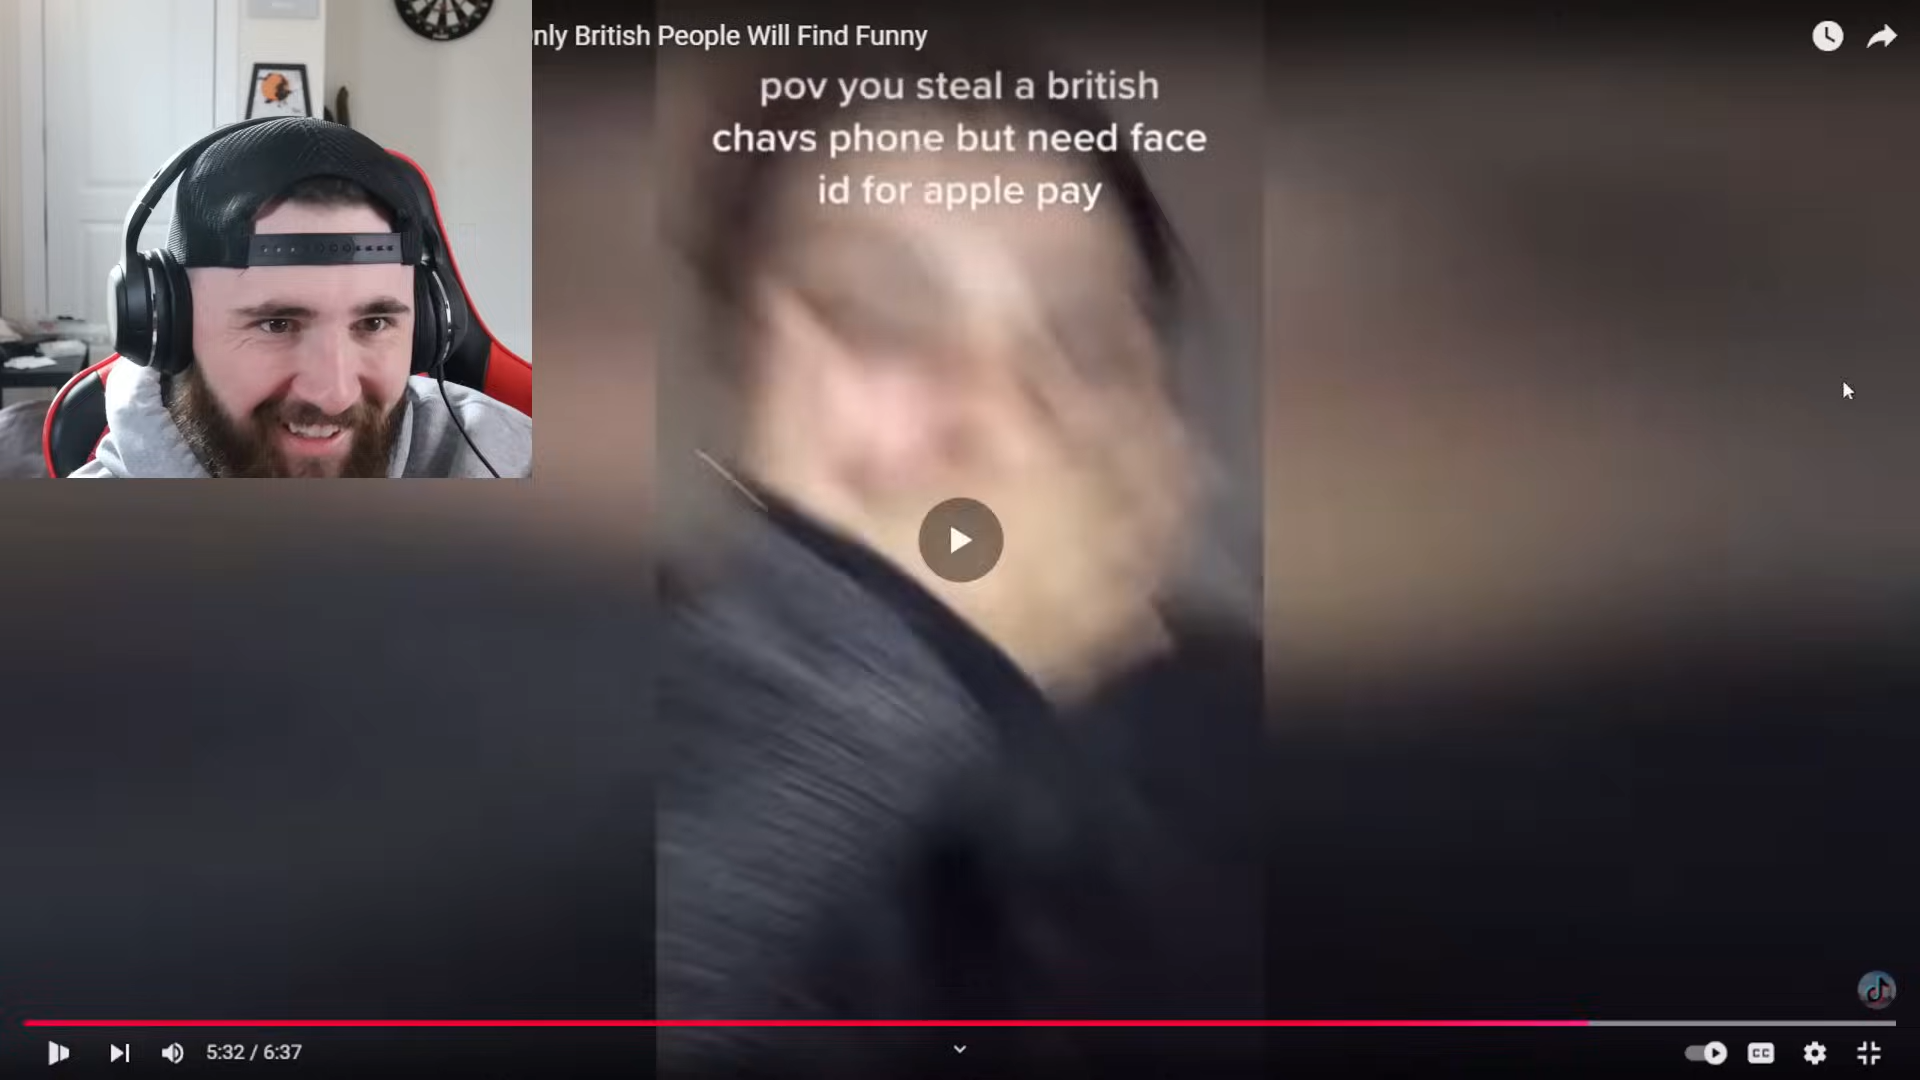 nly British People Will Find Funny
pov you steal a british
chavs phone but need face
id for apple pay
5:32 / 6:37
CC